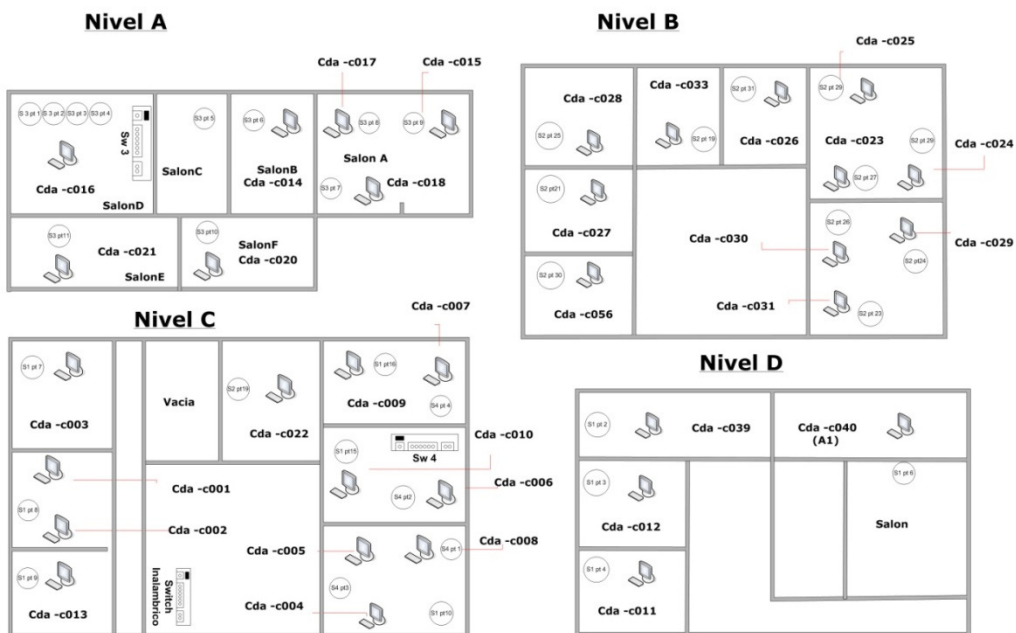 Nivel A
Cda -c017
Cda -c015
S 3 pt 1
S 3 pt 2
S3 pt 3
S3 pt 4
Sw 3
Cda -c016
SalonD
S3 pt 5
SalonC
S3 pt 6
SalonB
Cda -c014
S3 pt 8
S3 pt 9
Salon A
S3 pt 7
Cda -c018
S3 pt11
Cda -c021
SalonE
S3 pt10
SalonF
Cda -c020
Nivel B
Cda -c025
Cda -c028
S2 pt 25
Cda -c033
S2 pt 19
S2 pt 31
Cda -c026
S2 pt 29
Cda -c023
S2 pt 29
Cda -c024
S2 pt 27
S2 pt21
Cda -c027
Cda -c030
S2 pt 26
Cda -c029
S2 pt24
S2 pt 30
Cda -c056
Cda -c031
S2 pt 23
Nivel C
Cda -c007
S1 pt 7
Cda -c003
Vacia
S2 pt19
Cda -c022
S1 pt16
Cda -c009
S4 pt 4
Cda -c010
S1 pt15
Sw 4
Cda -c001
S4 pt2
Cda -c006
S1 pt 8
Cda -c002
Cda -c005
S4 pt 1
Cda -c008
S1 pt 9
Cda -c013
Switch
Inalambrico
S4 pt3
Cda -c004
S1 pt10
Nivel D
S1 pt 2
Cda -c039
Cda -c040
(A1)
S1 pt 3
Cda -c012
S1 pt 6
Salon
S1 pt 4
Cda -c011